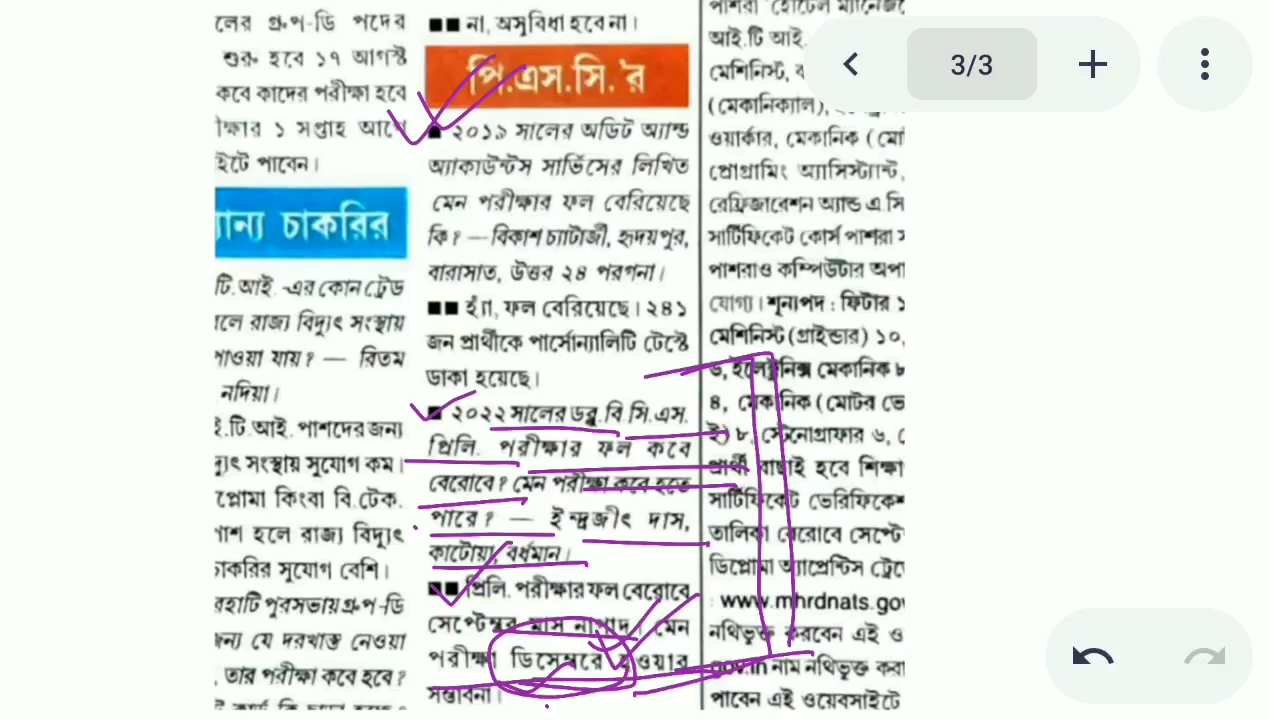 লের গ্রুপ-ডি পদের
শুরু হবে ১৭ আগস্ট
কবে কাদের পরীক্ষা হবে
ীক্ষার ১ সপ্তাহ আগে
ইটে পাবেন।
ান্য চাকরির
টি.আই.-এর কোন ট্রেড
লে রাজ্য বিদ্যুৎ সংস্থায়
পাওয়া যায়? — রিতম
নদিয়া।
ই.টি.আই. পাশদের জন্য
দ্যুৎ সংস্থায় সুযোগ কম।
প্লোমা কিংবা বি.টেক.
পাশ হলে রাজ্য বিদ্যুৎ
চাকরির সুযোগ বেশি।
রহাটি পুরসভায় গ্রুপ-ডি
জন্য যে দরখাস্ত নেওয়া
, তার পরীক্ষা কবে হবে?
■■ না, অসুবিধা হবে না।
পি.এস.সি.'র
■ ২০১৯ সালের অডিট অ্যান্ড
অ্যাকাউন্টস সার্ভিসের লিখিত
মেন পরীক্ষার ফল বেরিয়েছে
কি? — বিকাশ চ্যাটার্জী, হৃদয়পুর,
বারাসাত, উত্তর ২৪ পরগনা।
■■ হ্যাঁ, ফল বেরিয়েছে। ২৪১
জন প্রার্থীকে পার্সোন্যালিটি টেস্টে
ডাকা হয়েছে।
■ ২০২২ সালের ডব্লু.বি.সি.এস.
প্রিলি. পরীক্ষার ফল কবে
বেরোবে? মেন পরীক্ষা কবে হতে
পারে? — ইন্দ্রজীৎ দাস,
কাটোয়া, বর্ধমান।
■■ প্রিলি. পরীক্ষার ফল বেরোবে
সেপ্টেম্বর মাস নাগাদ। মেন
পরীক্ষা ডিসেম্বরে হওয়ার
সম্ভাবনা।
পাশরা হোটেল ম্যানেজ
আই.টি আই.
মেশিনিস্ট,
(মেকানিক্যাল),
ওয়ার্কার, মেকানিক (মো
প্রোগ্রামিং অ্যাসিস্ট্যান্ট,
রেফ্রিজারেশন অ্যান্ড এ.সি
সার্টিফিকেট কোর্স পাশরা
পাশরাও কম্পিউটার অপা
যোগ্য। শূন্যপদ : ফিটার ১
মেশিনিস্ট (গ্রাইন্ডার) ১০,
৬, ইলেক্ট্রনিক্স মেকানিক ৮
৪, মেকানিক (মোটর ভে
ই) ৮, স্টেনোগ্রাফার ৬,
প্রার্থী বাছাই হবে শিক্ষা
সার্টিফিকেট ভেরিফিকেশ
তালিকা বেরোবে সেপ্টে
ডিপ্লোমা অ্যাপ্রেন্টিস ট্রেে
: www.mhrdnats.gov
নথিভুক্ত করবেন এই ও
gov.in নাম নথিভুক্ত করা
পাবেন এই ওয়েবসাইটে
3/3